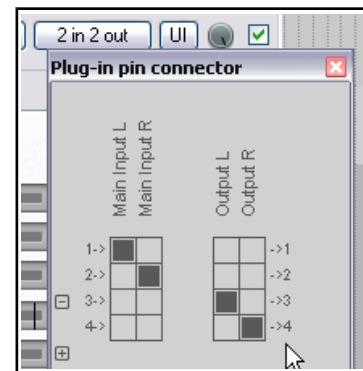 2 in 2 out UI
Plug-in pin connector
Main Input L
Main Input R
Output L
Output R
1-> ->1
2-> ->2
3-> ->3
4-> ->4